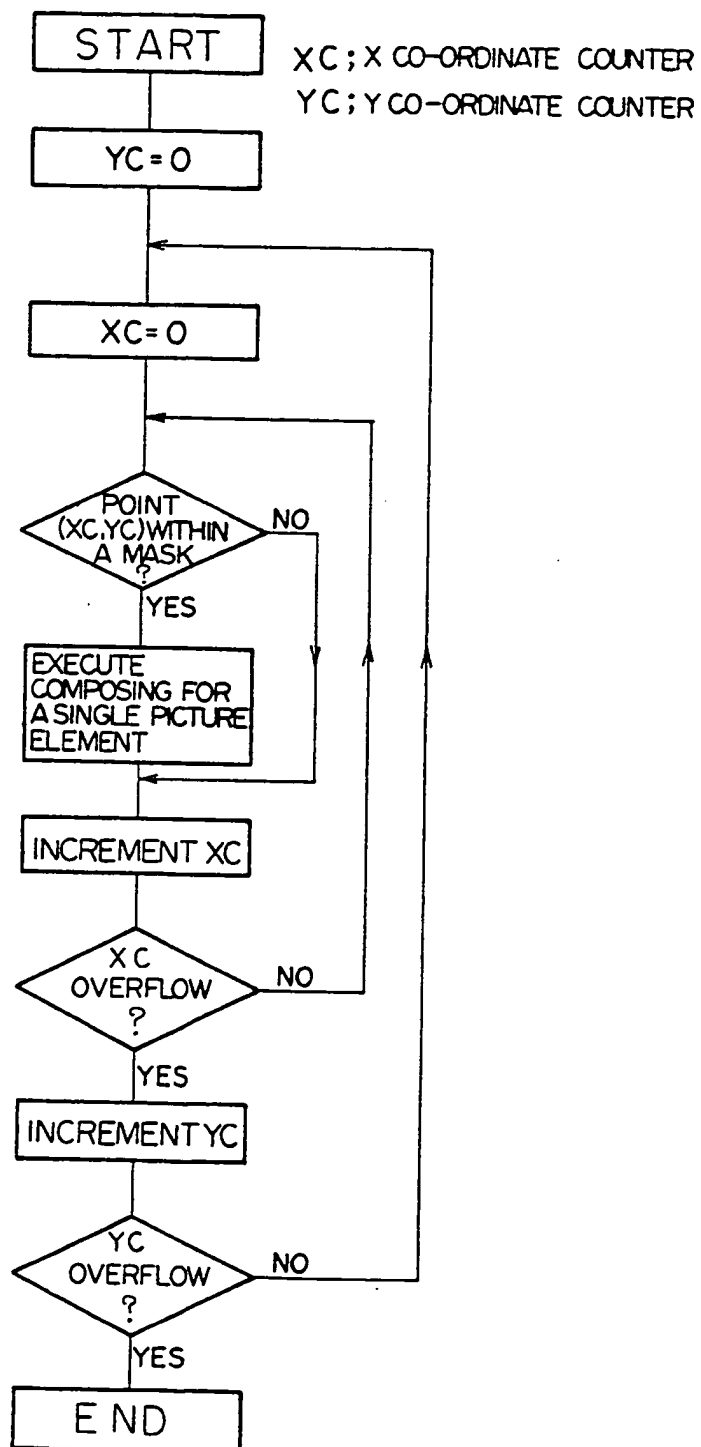 START
XC; X CO-ORDINATE COUNTER
YC; Y CO-ORDINATE COUNTER
YC=0
XC=0
POINT
(XC,YC)WITHIN
A MASK
?
NO
YES
EXECUTE
COMPOSING FOR
A SINGLE PICTURE
ELEMENT
INCREMENT XC
XC
OVERFLOW
?
NO
YES
INCREMENT YC
YC
OVERFLOW
?
NO
YES
END